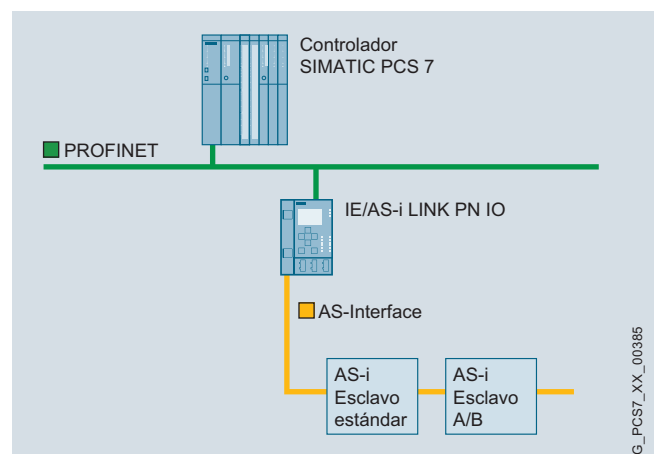 Controlador
SIMATIC PCS 7
PROFINET
IE/AS-i LINK PN IO
AS-Interface
AS-i
Esclavo
estándar
AS-i
Esclavo
A/B
G_PCS7_XX_00385